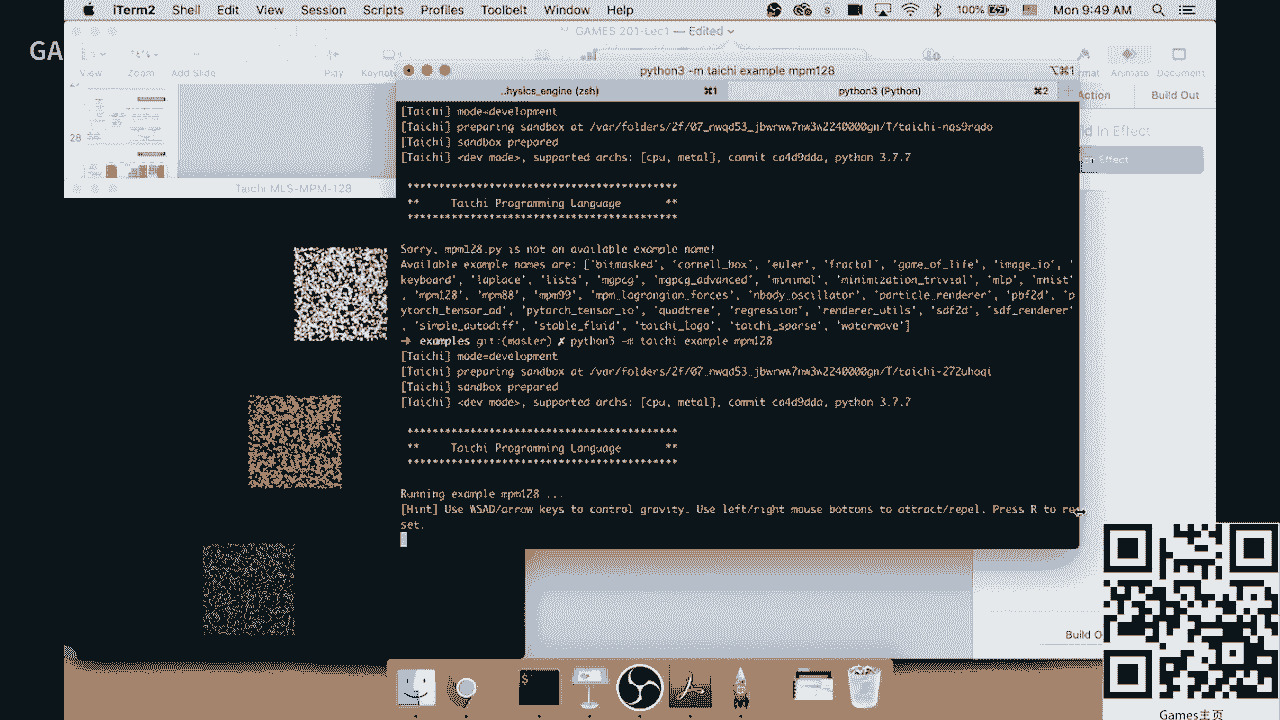 iTerm2 Shell Edit View Session Scripts Profiles Toolbelt Window Help 100% Mon 9:49 AM
GA
GAMES 201-Lec1 — Edited
View Zoom Add Slide Play Keynote Animate Document
python3 -m taichi example mpm128 ⌥⌘1
..hysics_engine (zsh) ⌘1 python3 (Python) ⌘2
Action Build Out
28
Taichi MLS-MPM-128
[Taichi] mode=development
[Taichi] preparing sandbox at /var/folders/2f/07_nwqd53_jbwrww7nw3w2240000gn/T/taichi-nqs9rqdo
[Taichi] sandbox prepared
[Taichi] <dev mode>, supported archs: [cpu, metal], commit ca4d9dda, python 3.7.7
*******************************************
** Taichi Programming Language **
*******************************************
Sorry, mpm128.py is not an available example name!
Available example names are: ['bitmasked', 'cornell_box', 'euler', 'fractal', 'game_of_life', 'image_io', '
keyboard', 'laplace', 'lists', 'mgpcg', 'mgpcg_advanced', 'minimal', 'minimization_trivial', 'mlp', 'mnist'
, 'mpm128', 'mpm88', 'mpm99', 'mpm_lagrangian_forces', 'nbody_oscillator', 'particle_renderer', 'pbf2d', 'p
ytorch_tensor_ad', 'pytorch_tensor_io', 'quadtree', 'regression', 'renderer_utils', 'sdf2d', 'sdf_renderer'
, 'simple_autodiff', 'stable_fluid', 'taichi_logo', 'taichi_sparse', 'waterwave']
➜ examples git:(master) ✗ python3 -m taichi example mpm128
[Taichi] mode=development
[Taichi] preparing sandbox at /var/folders/2f/07_nwqd53_jbwrww7nw3w2240000gn/T/taichi-272uhoqi
[Taichi] sandbox prepared
[Taichi] <dev mode>, supported archs: [cpu, metal], commit ca4d9dda, python 3.7.7
*******************************************
** Taichi Programming Language **
*******************************************
Running example mpm128 ...
[Hint] Use WSAD/arrow keys to control gravity. Use left/right mouse bottons to attract/repel. Press R to re
set.
Build O
Games主页